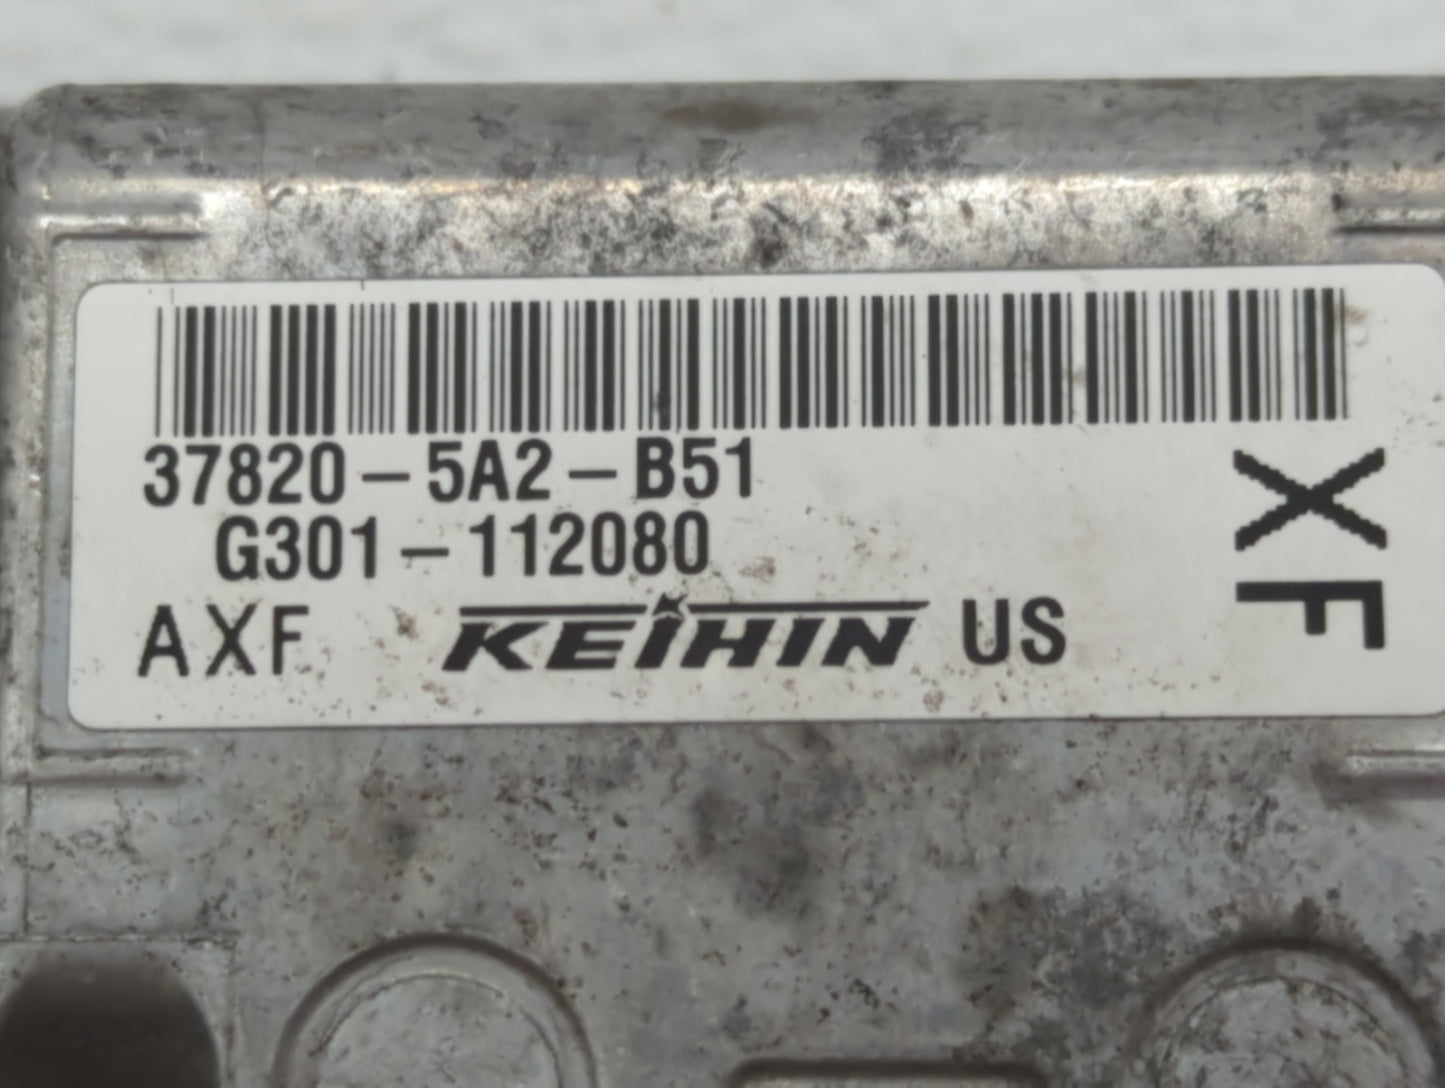 37820-5A2-B51
G301-112080
AXF KEIHIN US
XF